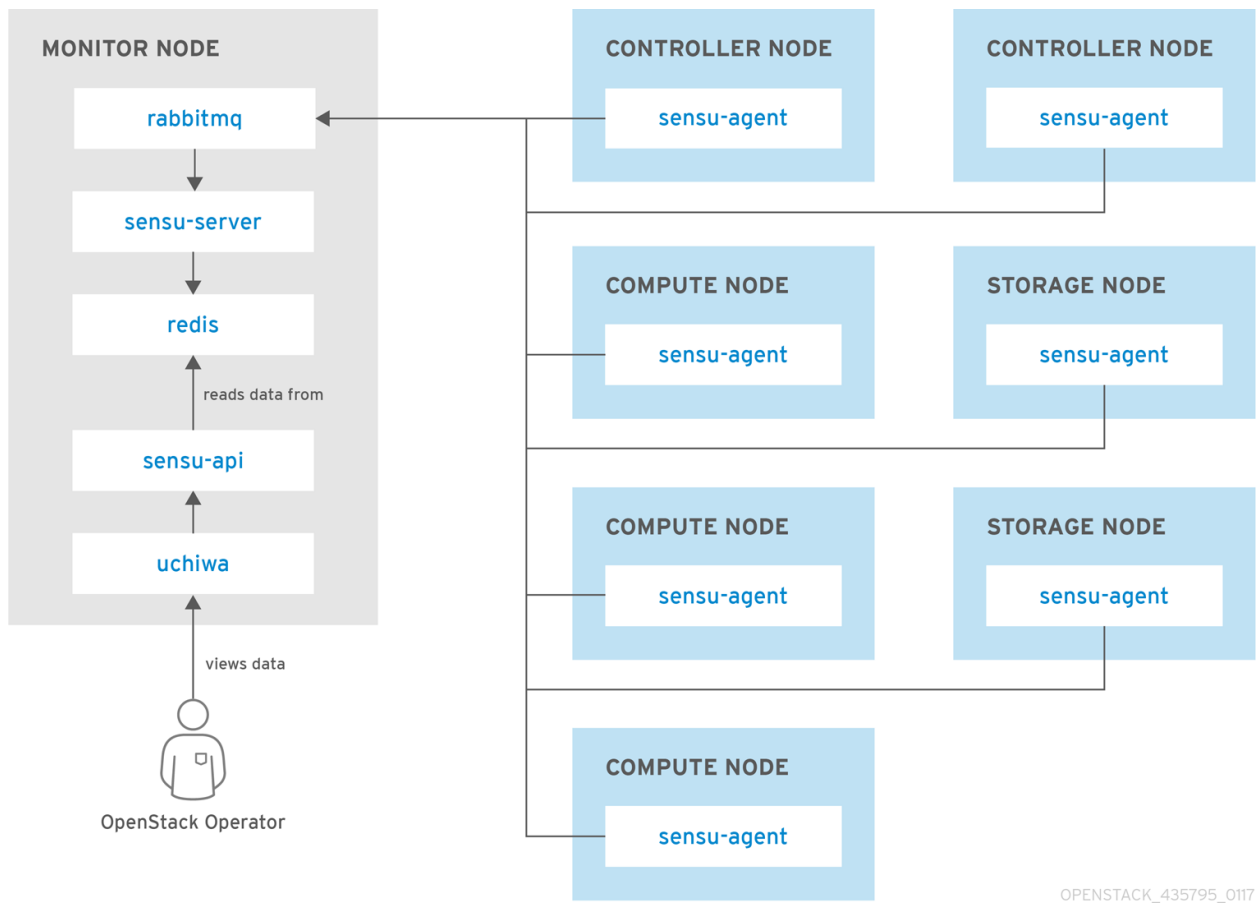 MONITOR NODE
rabbitmq
sensu-server
redis
reads data from
sensu-api
uchiwa
views data
OpenStack Operator
CONTROLLER NODE
sensu-agent
CONTROLLER NODE
sensu-agent
COMPUTE NODE
sensu-agent
STORAGE NODE
sensu-agent
COMPUTE NODE
sensu-agent
STORAGE NODE
sensu-agent
COMPUTE NODE
sensu-agent
OPENSTACK_435795_0117